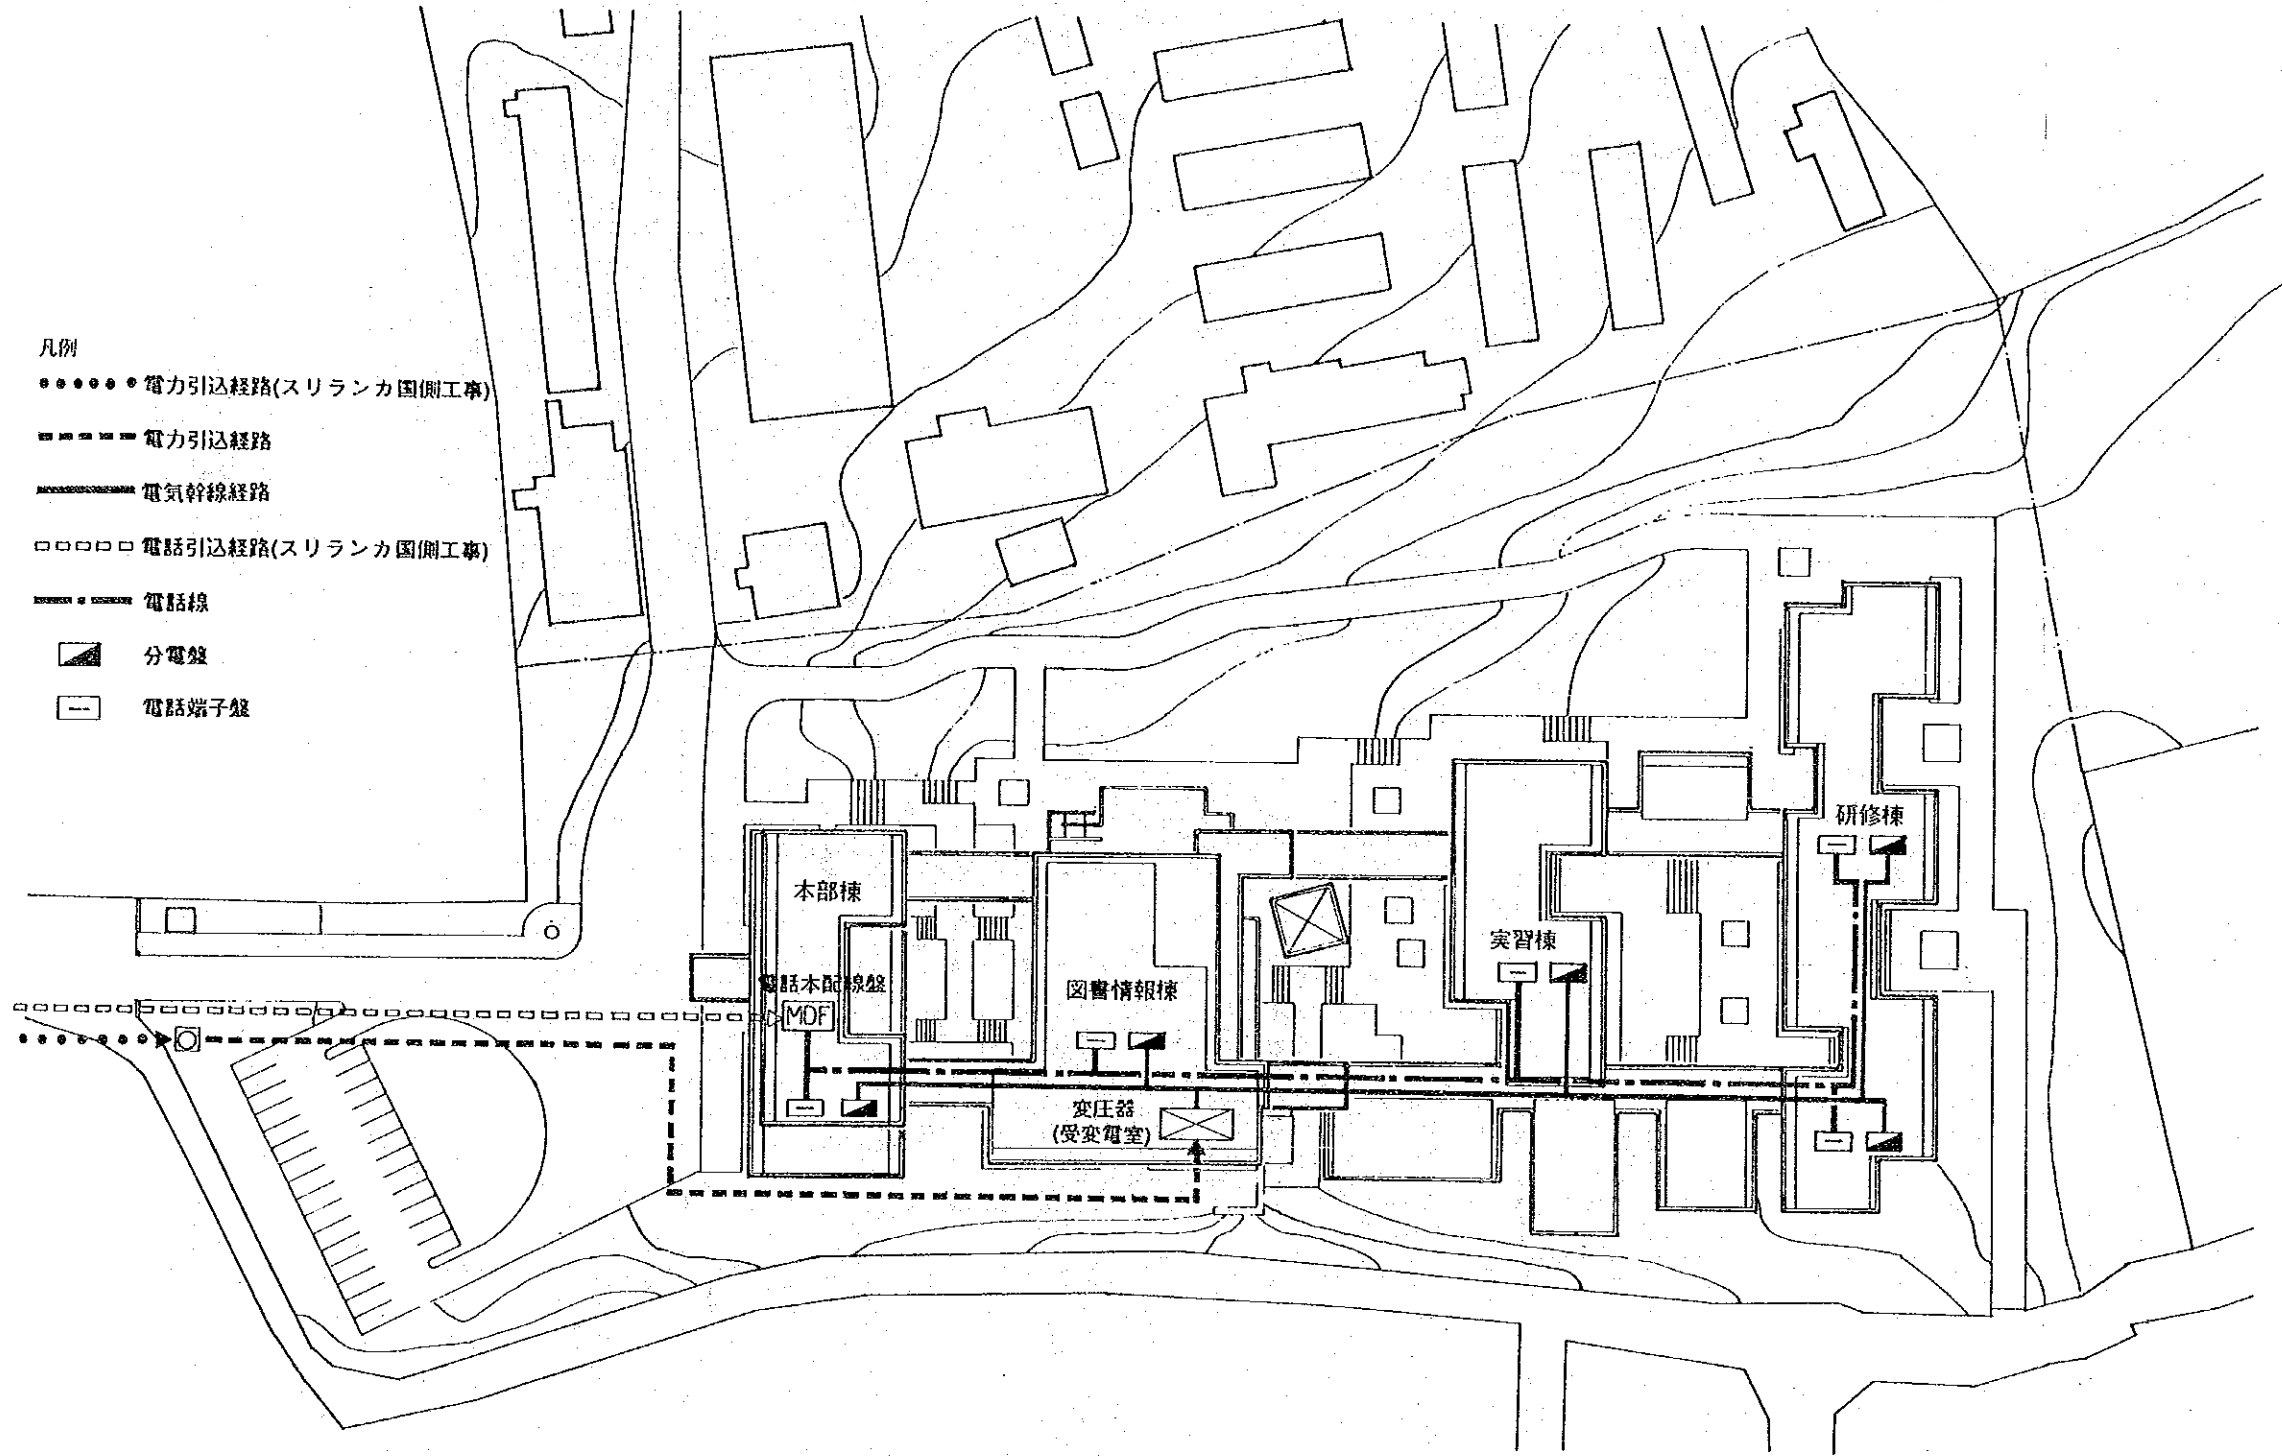 凡例
電力引込経路(スリランカ国側工事)
電力引込経路
電気幹線経路
電話引込経路(スリランカ国側工事)
電話線
分電盤
電話端子盤
研修棟
本部棟
実習棟
電話本配線盤
図書情報棟
MDF
変圧器
(受変電室)